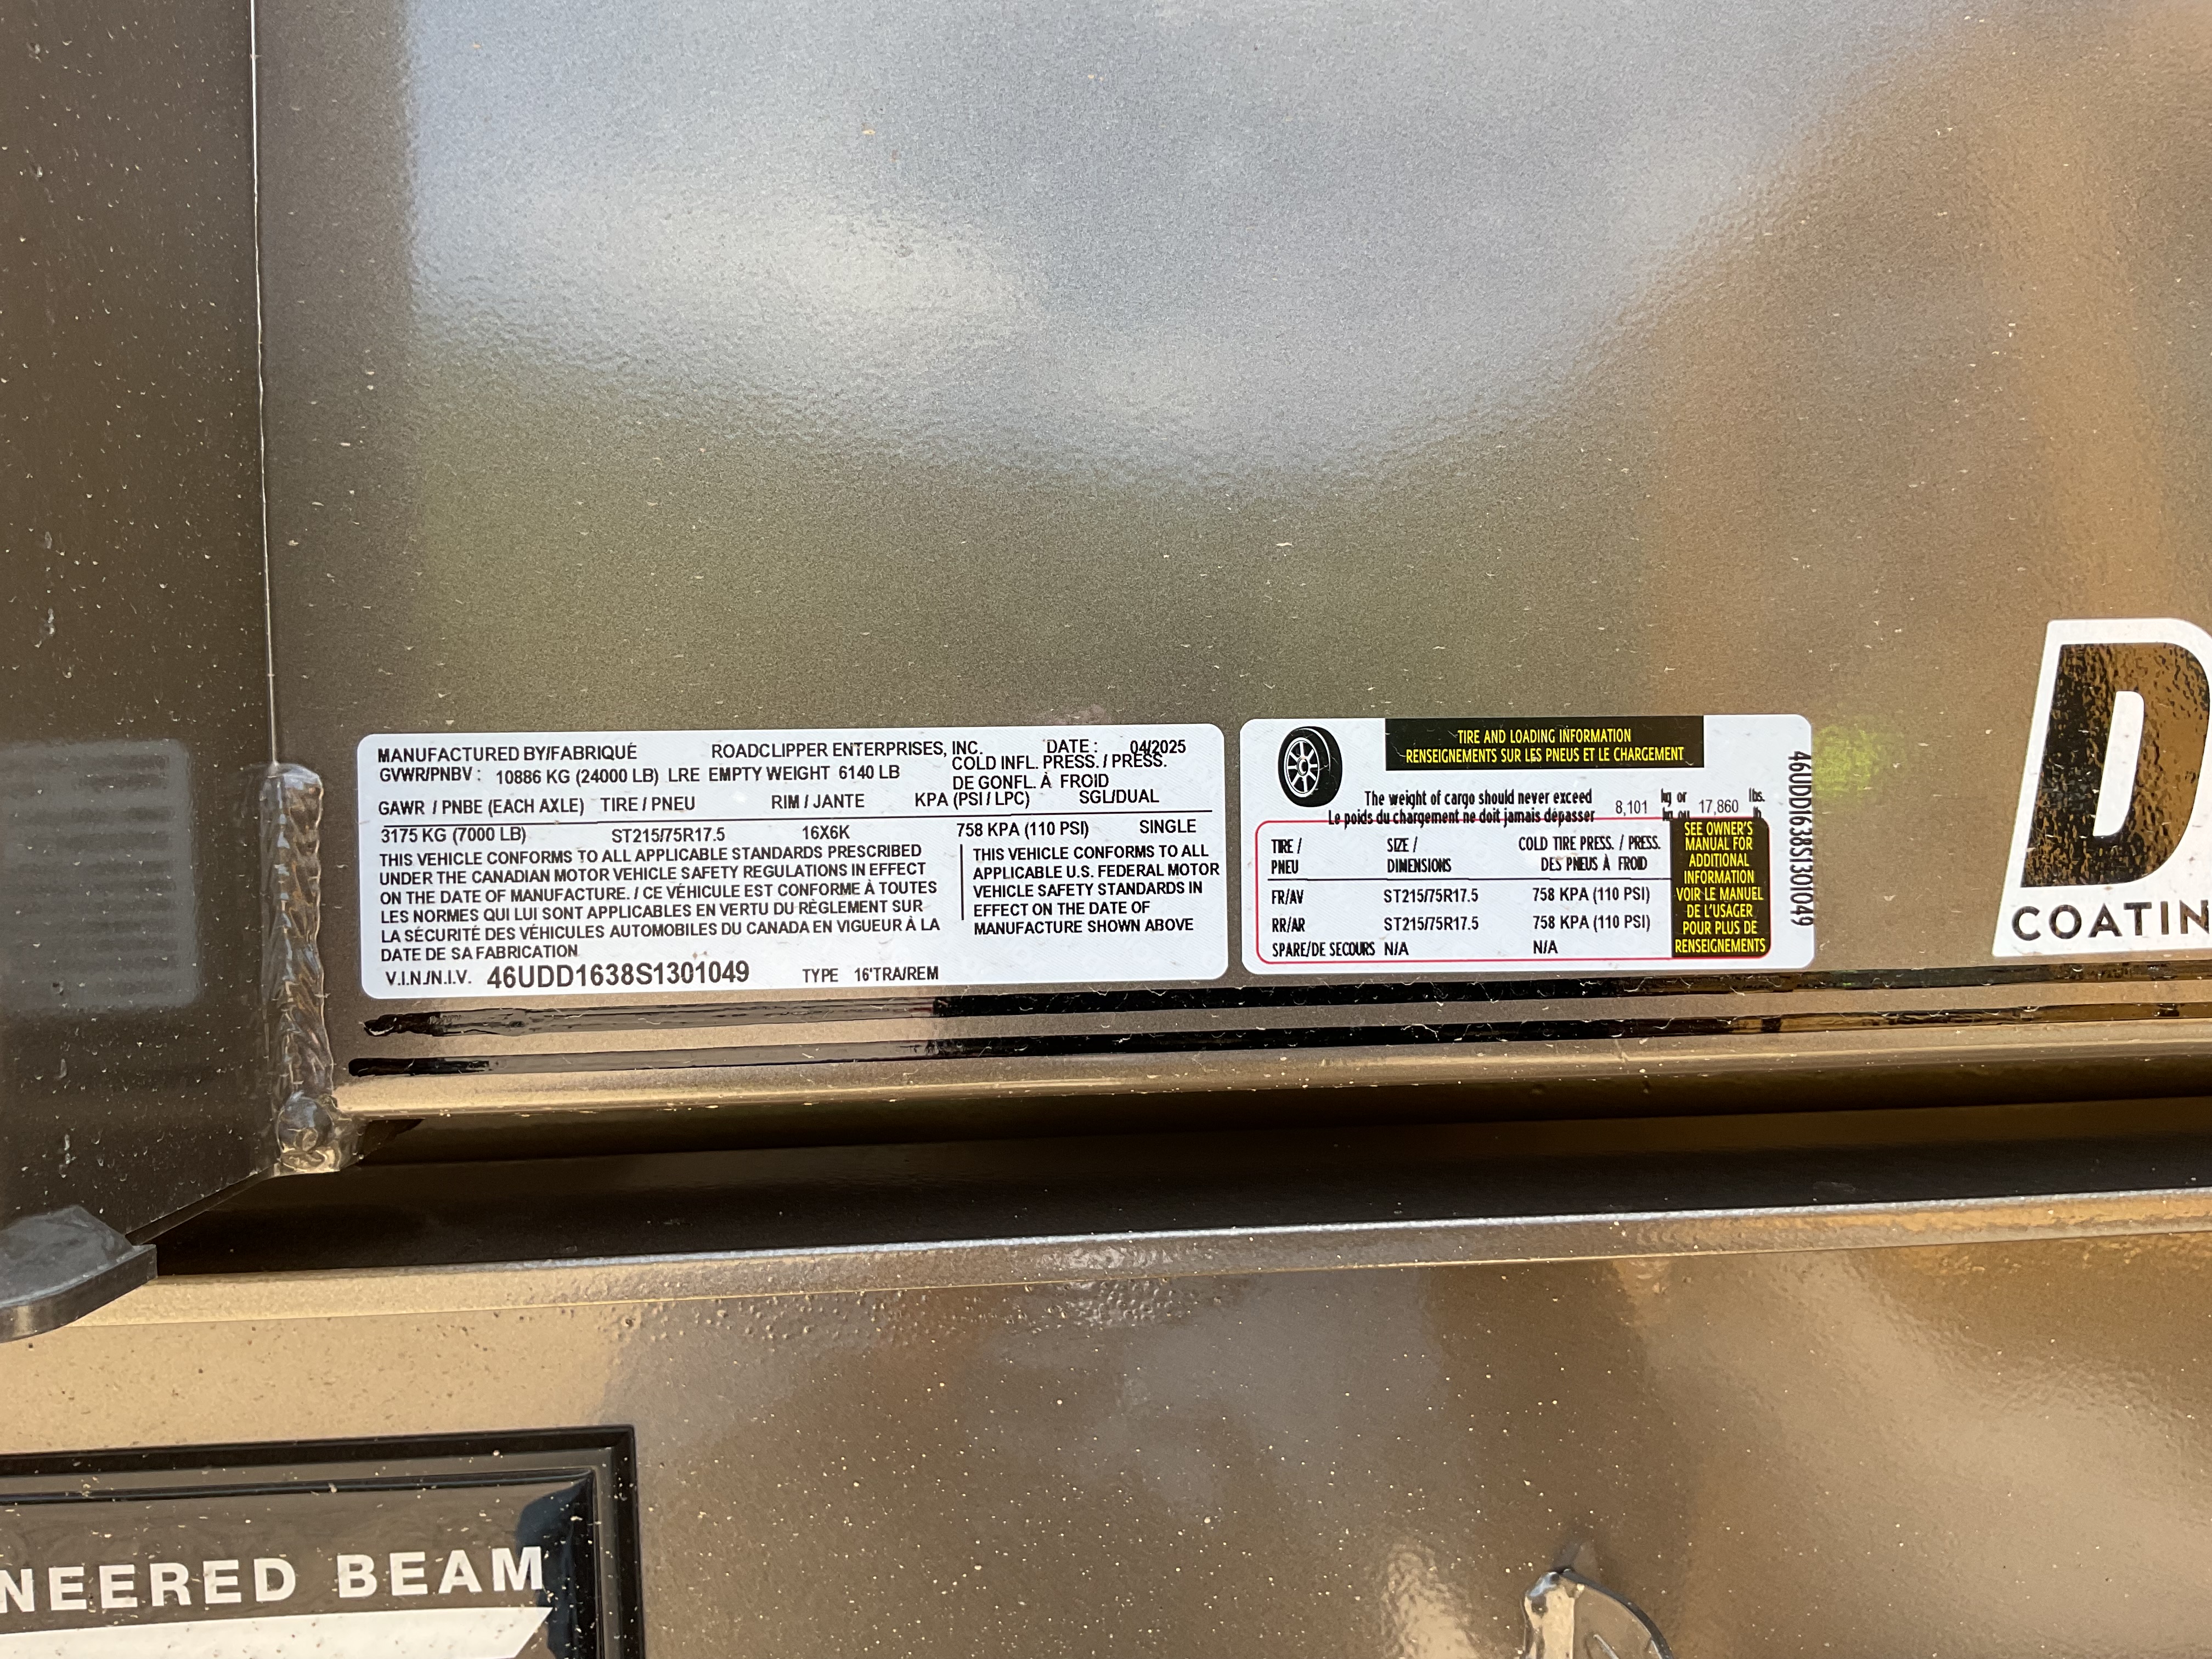 MANUFACTURED BY/FABRIQUÉ ROADCLIPPER ENTERPRISES, INC. DATE : 04/2025
GVWR/PNBV : 10886 KG (24000 LB) LRE EMPTY WEIGHT 6140 LB
COLD INFL. PRESS. / PRESS.
DE GONFL. À FROID
GAWR / PNBE (EACH AXLE) TIRE / PNEU RIM / JANTE KPA (PSI / LPC) SGL/DUAL
3175 KG (7000 LB) ST215/75R17.5 16X6K 758 KPA (110 PSI) SINGLE
THIS VEHICLE CONFORMS TO ALL APPLICABLE STANDARDS PRESCRIBED
UNDER THE CANADIAN MOTOR VEHICLE SAFETY REGULATIONS IN EFFECT
ON THE DATE OF MANUFACTURE. / CE VÉHICULE EST CONFORME À TOUTES
LES NORMES QUI LUI SONT APPLICABLES EN VERTU DU RÈGLEMENT SUR
LA SÉCURITÉ DES VÉHICULES AUTOMOBILES DU CANADA EN VIGUEUR À LA
DATE DE SA FABRICATION
THIS VEHICLE CONFORMS TO ALL
APPLICABLE U.S. FEDERAL MOTOR
VEHICLE SAFETY STANDARDS IN
EFFECT ON THE DATE OF
MANUFACTURE SHOWN ABOVE
V.I.N./N.I.V. 46UDD1638S1301049 TYPE 16'TRA/REM
TIRE AND LOADING INFORMATION
RENSEIGNEMENTS SUR LES PNEUS ET LE CHARGEMENT
The weight of cargo should never exceed 8,101 kg or 17,860 lbs.
Le poids du chargement ne doit jamais dépasser kg ou lb
TIRE / SIZE / COLD TIRE PRESS. / PRESS.
PNEU DIMENSIONS DES PNEUS À FROID
FR/AV ST215/75R17.5 758 KPA (110 PSI)
RR/AR ST215/75R17.5 758 KPA (110 PSI)
SPARE/DE SECOURS N/A N/A
SEE OWNER'S
MANUAL FOR
ADDITIONAL
INFORMATION
VOIR LE MANUEL
DE L'USAGER
POUR PLUS DE
RENSEIGNEMENTS
46UDD1638S1301049
D
COATIN
NEERED BEAM